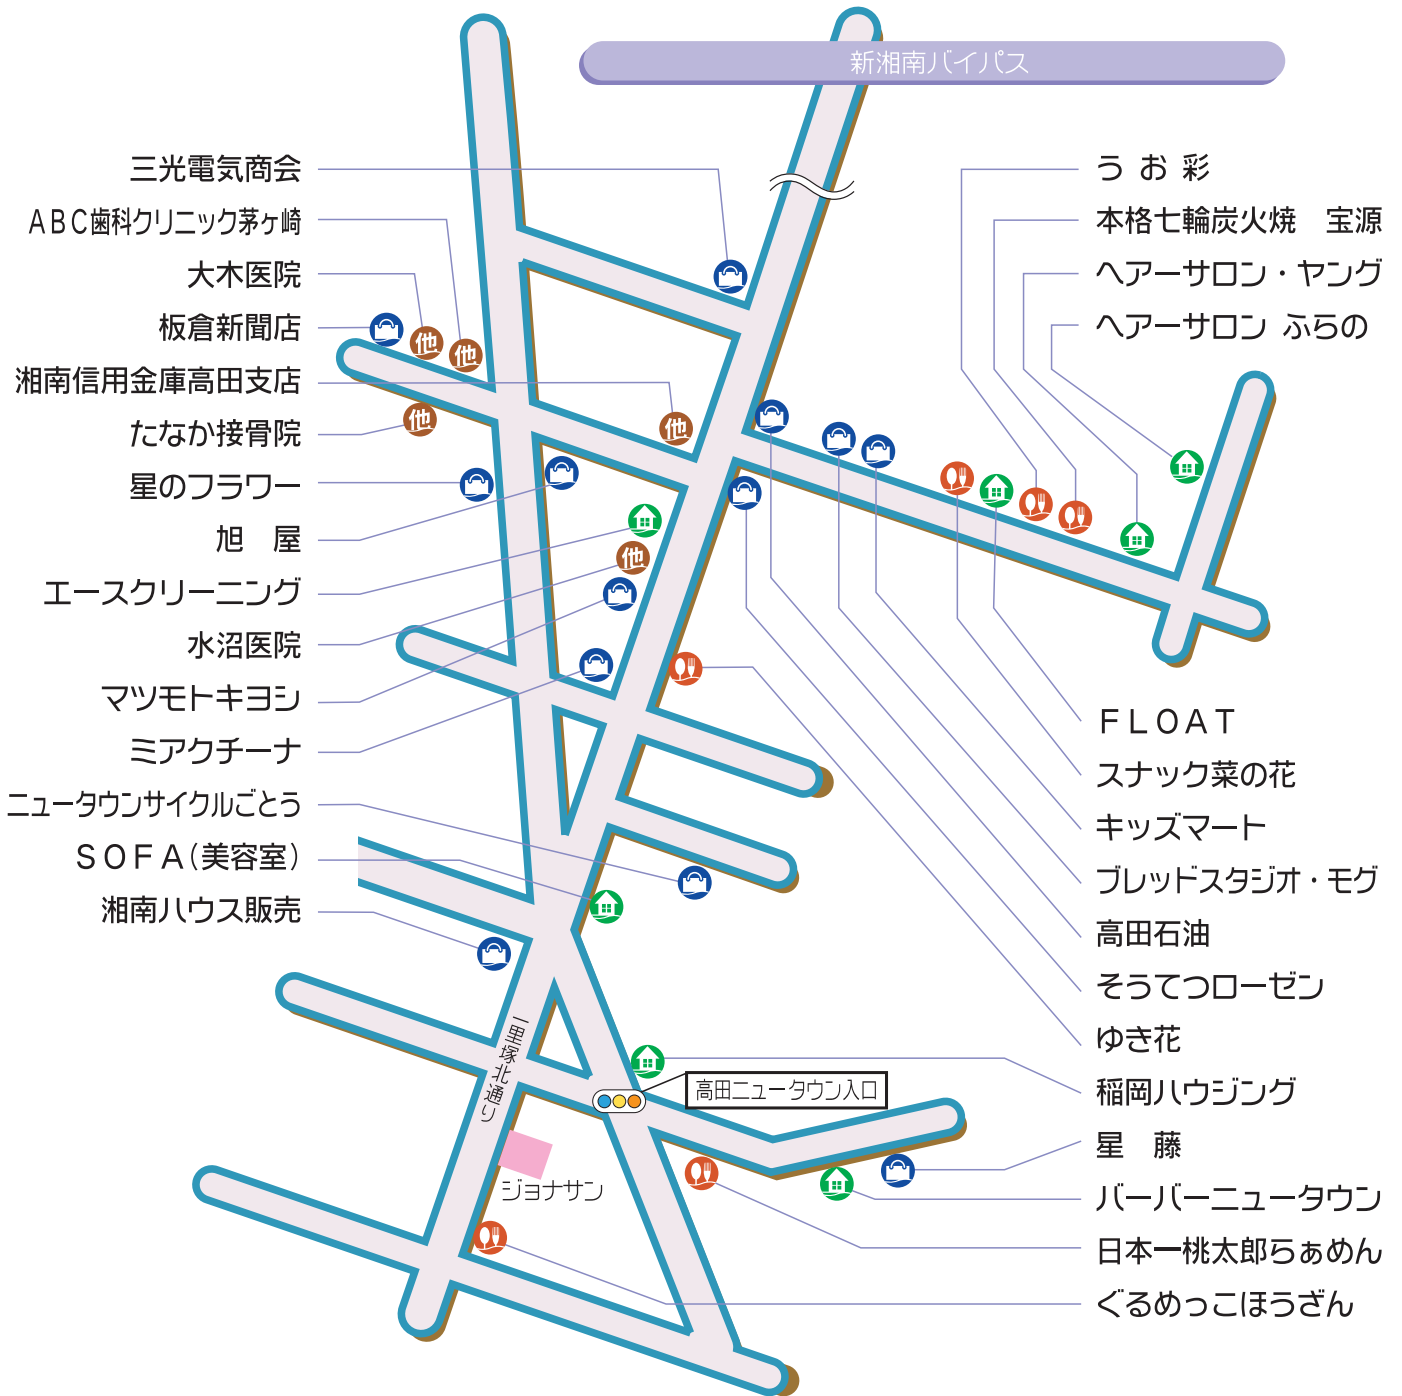 新湘南バイパス
三光電気商会
ABC歯科クリニック茅ヶ崎
大木医院
板倉新聞店
湘南信用金庫高田支店
たなか接骨院
星のフラワー
旭　屋
エースクリーニング
水沼医院
マツモトキヨシ
ミアクチーナ
ニュータウンサイクルごとう
ＳＯＦＡ(美容室)
湘南ハウス販売
う お 彩
本格七輪炭火焼　宝源
ヘアーサロン・ヤング
ヘアーサロン ふらの
ＦＬＯＡＴ
スナック菜の花
キッズマート
ブレッドスタジオ・モグ
高田石油
そうてつローゼン
ゆき花
稲岡ハウジング
星　藤
バーバーニュータウン
日本一桃太郎らぁめん
ぐるめっこほうざん
他
他
他
他
他
一里塚北通り
高田ニュータウン入口
ジョナサン